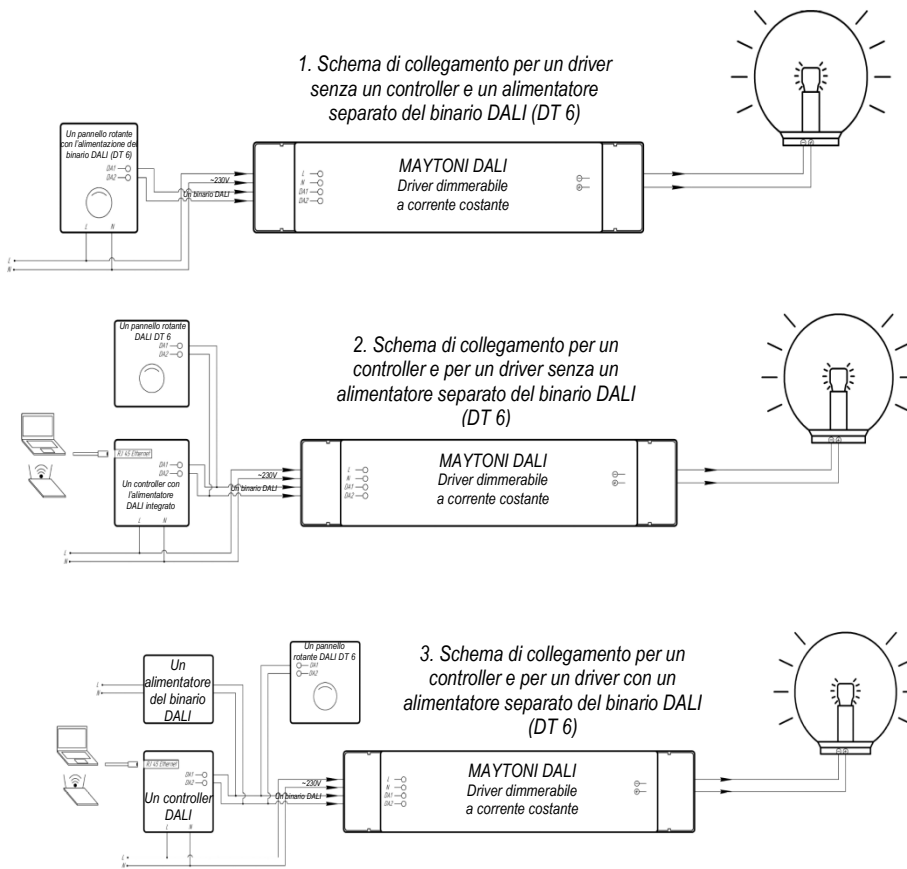 1. Schema di collegamento per un driver
senza un controller e un alimentatore
separato del binario DALI (DT 6)
Un pannello rotante
con l'alimentazione del
binario DALI (DT 6)
DA1
DA2
L N
L
N
~230V
Un binario DALI
L
N
DA1
DA2
MAYTONI DALI
Driver dimmerabile
a corrente costante
2. Schema di collegamento per un
controller e per un driver senza un
alimentatore separato del binario DALI
(DT 6)
Un pannello rotante
DALI DT 6
DA1
DA2
RJ 45 Ethernet
DA1
DA2
Un controller con
l'alimentatore
DALI integrato
L N
L
N
~230V
Un binario DALI
L
N
DA1
DA2
MAYTONI DALI
Driver dimmerabile
a corrente costante
3. Schema di collegamento per un
controller e per un driver con un
alimentatore separato del binario DALI
(DT 6)
Un
alimentatore
del binario
DALI
L
N
Un pannello
rotante DALI DT 6
DA1
DA2
RJ 45 Ethernet
DA1
DA2
Un controller
DALI
L N
L
N
~230V
Un binario DALI
L
N
DA1
DA2
MAYTONI DALI
Driver dimmerabile
a corrente costante